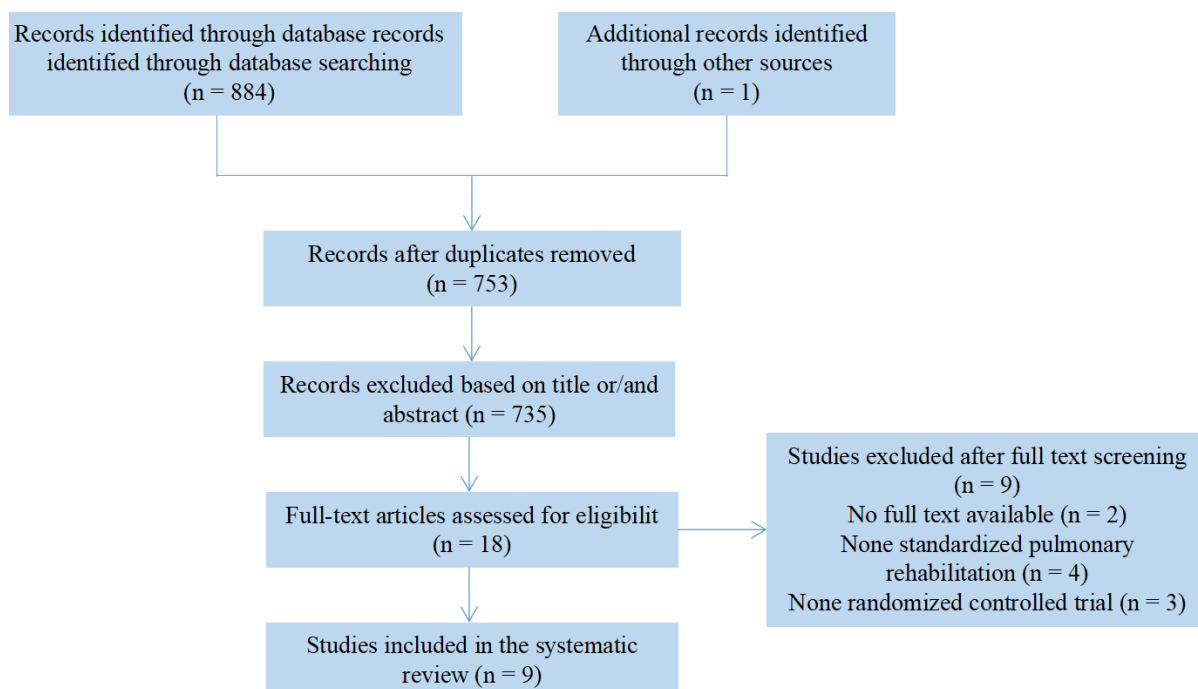 Records identified through database records
identified through database searching
(n = 884)
Additional records identified
through other sources
(n = 1)
Records after duplicates removed
(n = 753)
Records excluded based on title or/and
abstract (n = 735)
Full-text articles assessed for eligibilit
(n = 18)
Studies excluded after full text screening
(n = 9)
No full text available (n = 2)
None standardized pulmonary
rehabilitation (n = 4)
None randomized controlled trial (n = 3)
Studies included in the systematic
review (n = 9)